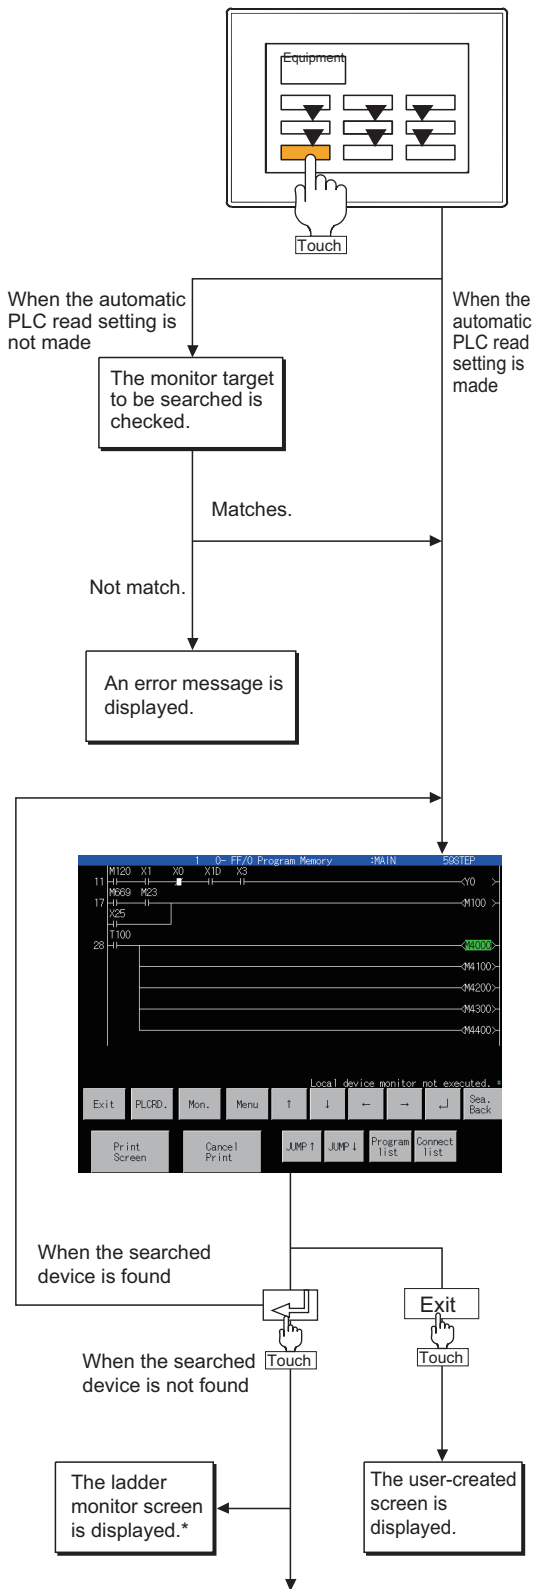 Equipment
Touch
When the automatic
PLC read setting is
not made
When the
automatic
PLC read
setting is
made
The monitor target
to be searched is
checked.
Matches.
Not match.
An error message is
displayed.
1 0- FF/0 Program Memory :MAIN 59STEP
M120 X1 X0 X1D X3
11 Y0
M669 M23
17 M100
X25
T100
28 M4000
M4100
M4200
M4300
M4400
Local device monitor not executed. *
Exit PLCRD. Mon. Menu ↑ ↓ ← → ↵ Sea.
Back
Print
Screen
Cancel
Print
JUMP↑ JUMP↓
Program
list
Connect
list
When the searched
device is found
Exit
Touch
Touch
When the searched
device is not found
The ladder
monitor screen
is displayed.*
The user-created
screen is
displayed.